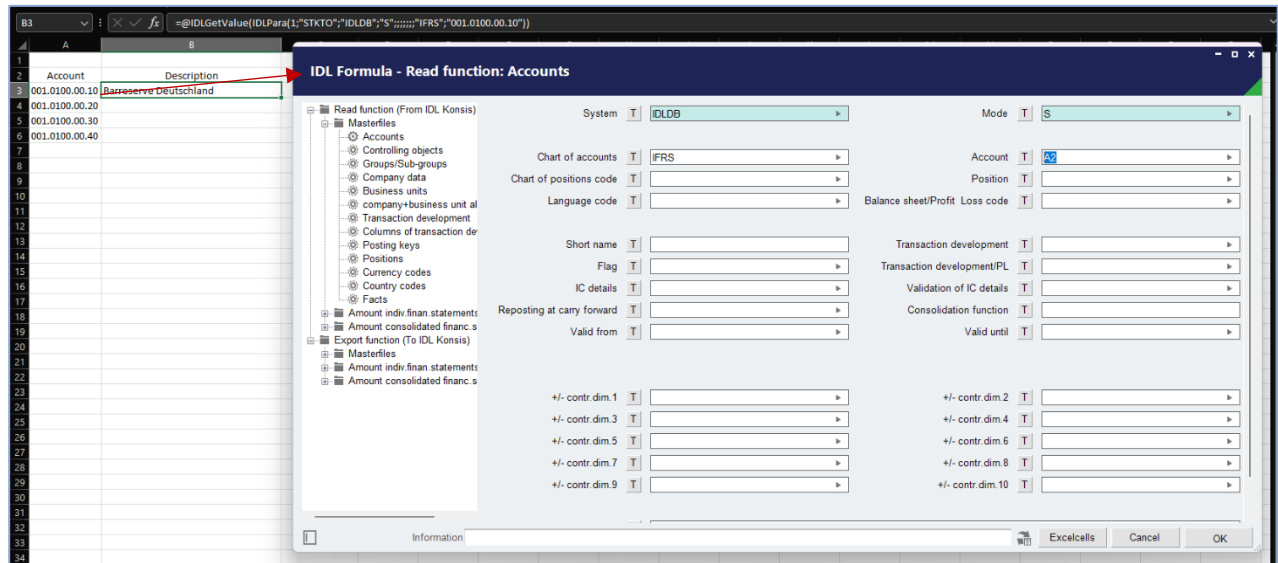 B3 fx =@IDLGetValue(IDLPara(1;"STKTO";"IDLDB";"S";;;;;;;"IFRS";"001.0100.00.10"))
A B
1
2 Account Description
3 001.0100.00.10 Barreserve Deutschland
4 001.0100.00.20
5 001.0100.00.30
6 001.0100.00.40
7
8
9
10
11
12
13
14
15
16
17
18
19
20
21
22
23
24
25
26
27
28
29
30
31
32
33
34
IDL Formula - Read function: Accounts
Read function (From IDL Konsis)
Masterfiles
Accounts
Controlling objects
Groups/Sub-groups
Company data
Business units
company+business unit al
Transaction development
Columns of transaction de
Posting keys
Positions
Currency codes
Country codes
Facts
Amount indiv.finan.statements
Amount consolidated financ.s
Export function (To IDL Konsis)
Masterfiles
Amount indiv.finan.statements
Amount consolidated financ.s
System T IDLDB Mode T S
Chart of accounts T IFRS Account T A2
Chart of positions code T Position T
Language code T Balance sheet/Profit Loss code T
Short name T Transaction development T
Flag T Transaction development/PL T
IC details T Validation of IC details T
Reposting at carry forward T Consolidation function T
Valid from T Valid until T
+/- contr.dim.1 T +/- contr.dim.2 T
+/- contr.dim.3 T +/- contr.dim.4 T
+/- contr.dim.5 T +/- contr.dim.6 T
+/- contr.dim.7 T +/- contr.dim.8 T
+/- contr.dim.9 T +/- contr.dim.10 T
Information Excelcells Cancel OK